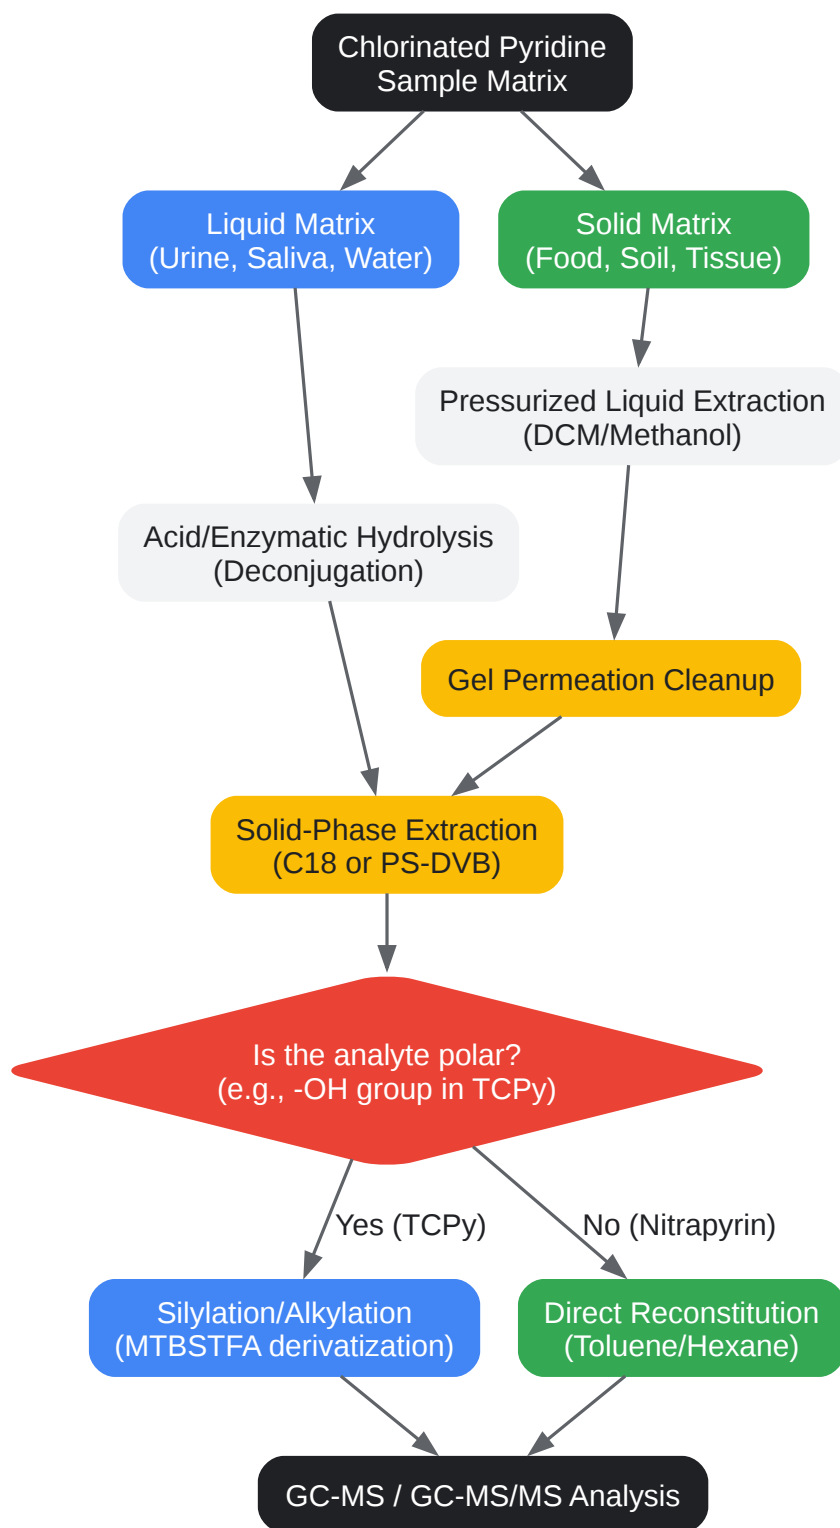 Chlorinated Pyridine
Sample Matrix
Liquid Matrix
(Urine, Saliva, Water)
Solid Matrix
(Food, Soil, Tissue)
Pressurized Liquid Extraction
(DCM/Methanol)
Acid/Enzymatic Hydrolysis
(Deconjugation)
Gel Permeation Cleanup
Solid-Phase Extraction
(C18 or PS-DVB)
Is the analyte polar?
(e.g., -OH group in TCPy)
Yes (TCPy)
No (Nitrapyrin)
Silylation/Alkylation
(MTBSTFA derivatization)
Direct Reconstitution
(Toluene/Hexane)
GC-MS / GC-MS/MS Analysis